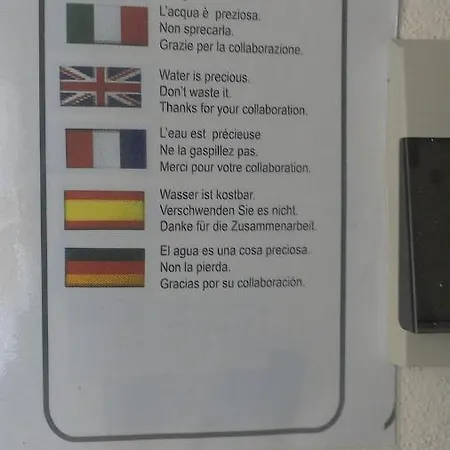 L'acqua è preziosa.
Non sprecarla.
Grazie per la collaborazione.
Water is precious.
Don't waste it.
Thanks for your collaboration.
L'eau est précieuse
Ne la gaspillez pas.
Merci pour votre collaboration.
Wasser ist kostbar.
Verschwenden Sie es nicht.
Danke für die Zusammenarbeit.
El agua es una cosa preciosa.
Non la pierda.
Gracias por su collaboración.